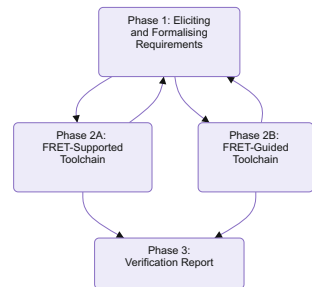 Phase 1: Eliciting
and Formalising
Requirements
Phase 2A:
FRET-Supported
Toolchain
Phase 2B:
FRET-Guided
Toolchain
Phase 3:
Verification Report